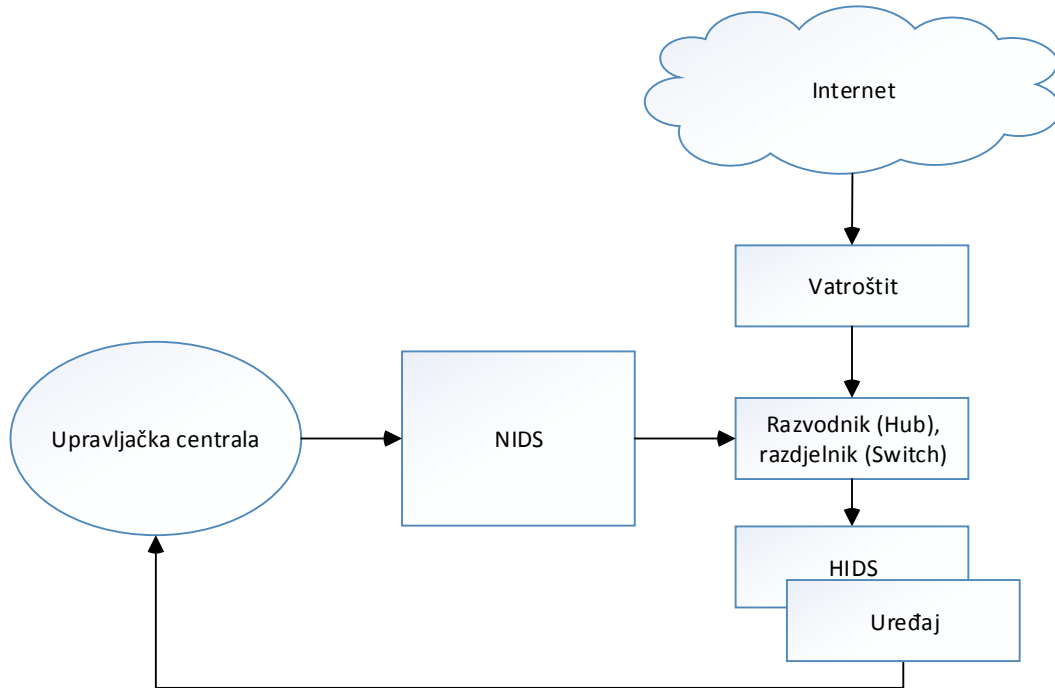 Internet
Vatroštit
Upravljačka centrala
NIDS
Razvodnik (Hub),
razdjelnik (Switch)
HIDS
Uređaj